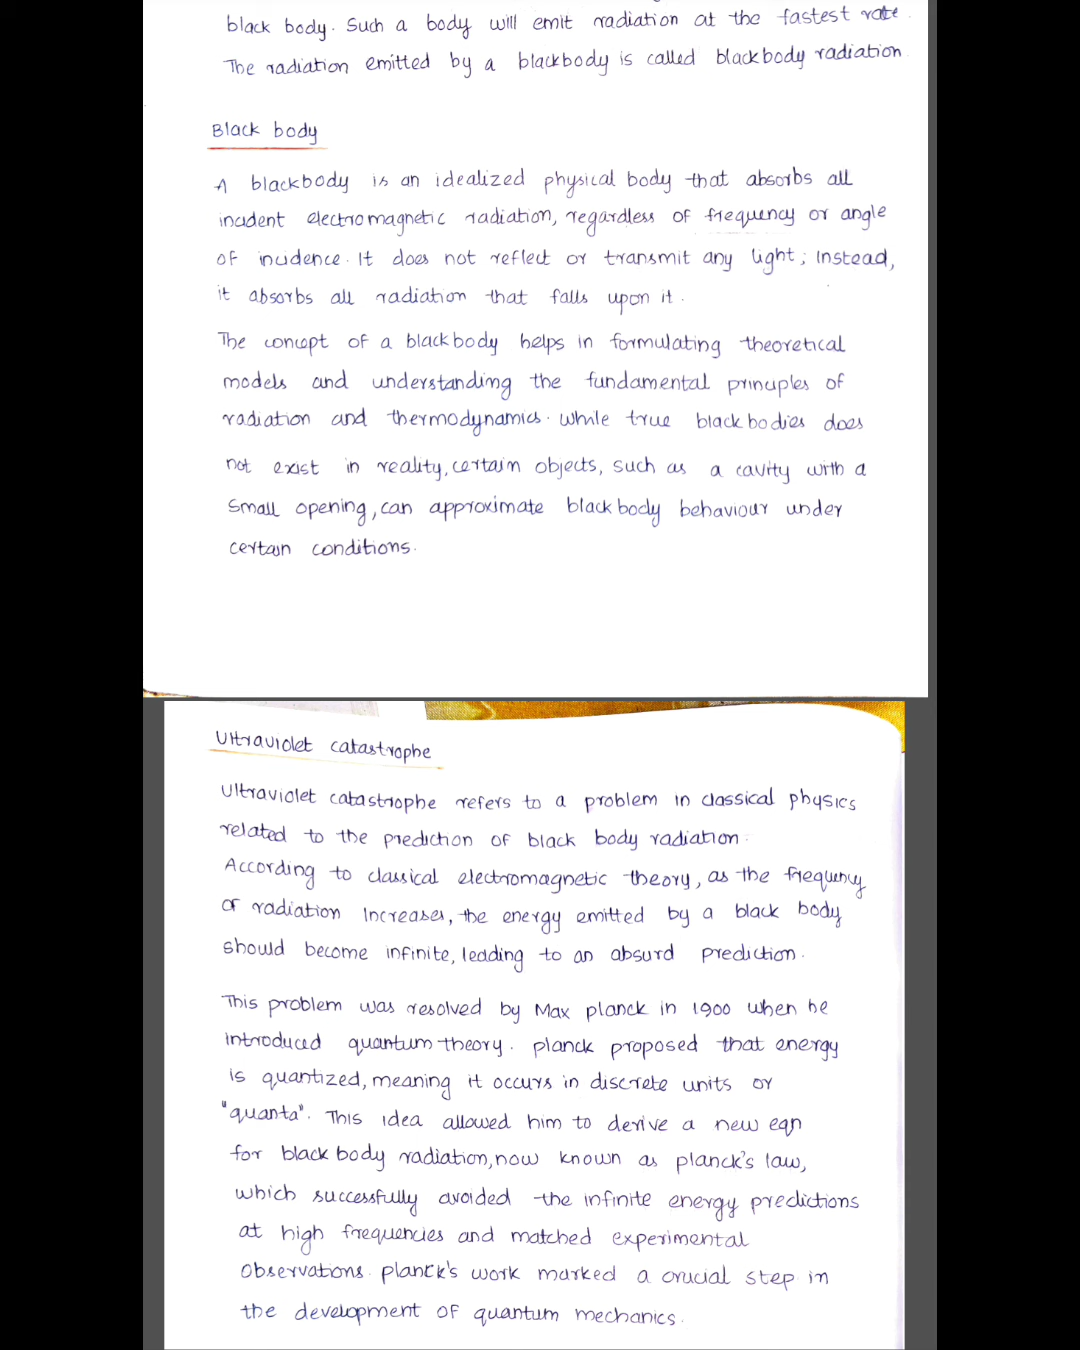 black body. Such a body will emit radiation at the fastest rate.
The radiation emitted by a blackbody is called blackbody radiation
Black body
A blackbody is an idealized physical body that absorbs all
incident electromagnetic radiation, regardless of frequency or angle
of incidence. It does not reflect or transmit any light; instead,
it absorbs all radiation that falls upon it.
The concept of a blackbody helps in formulating theoretical
models and understanding the fundamental principles of
radiation and thermodynamics. While true blackbodies does
not exist in reality, certain objects, such as a cavity with a
small opening, can approximate blackbody behaviour under
certain conditions.
Ultraviolet catastrophe
Ultraviolet catastrophe refers to a problem in classical physics
related to the prediction of black body radiation.
According to classical electromagnetic theory, as the frequency
of radiation increases, the energy emitted by a black body
should become infinite, leading to an absurd prediction.
This problem was resolved by Max planck in 1900 when he
introduced quantum theory. planck proposed that energy
is quantized, meaning it occurs in discrete units or
"quanta". This idea allowed him to derive a new eqn
for blackbody radiation, now known as planck's law,
which successfully avoided the infinite energy predictions
at high frequencies and matched experimental
observations. planck's work marked a crucial step in
the development of quantum mechanics.